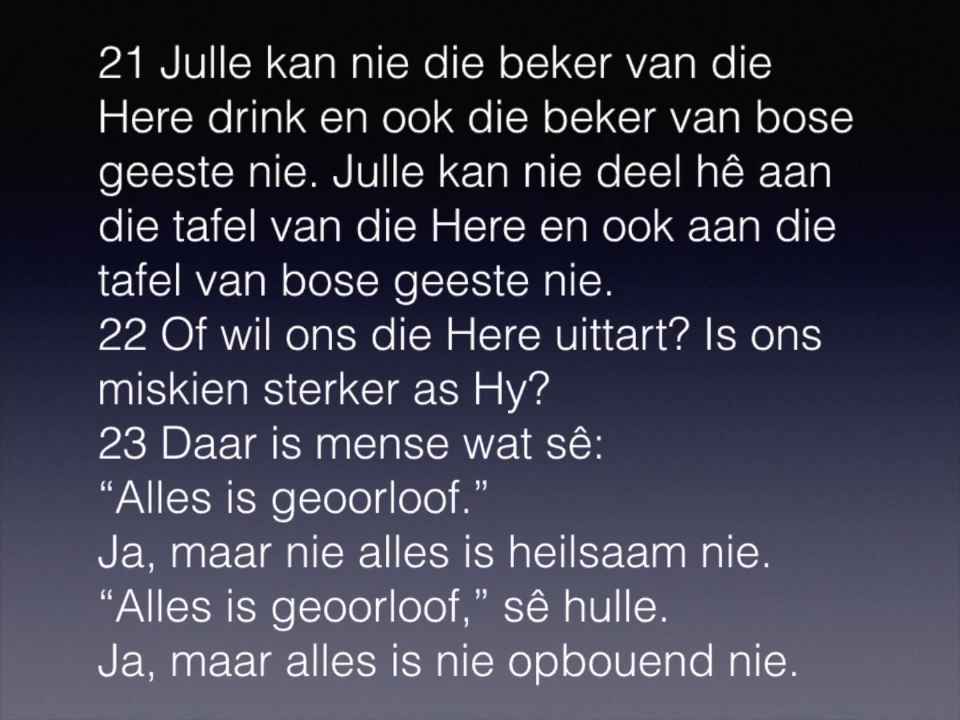 21 Julle kan nie die beker van die
Here drink en ook die beker van bose
geeste nie. Julle kan nie deel hê aan
die tafel van die Here en ook aan die
tafel van bose geeste nie.
22 Of wil ons die Here uittart? Is ons
miskien sterker as Hy?
23 Daar is mense wat sê:
“Alles is geoorloof.”
Ja, maar nie alles is heilsaam nie.
“Alles is geoorloof,” sê hulle.
Ja, maar alles is nie opbouend nie.